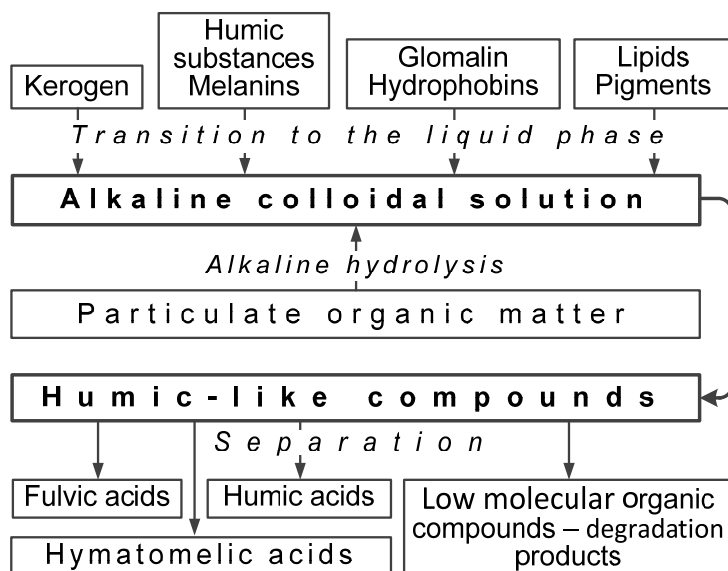 Kerogen
Humic
substances
Melanins
Glomalin
Hydrophobins
Lipids
Pigments
Transition to the liquid phase
Alkaline colloidal solution
Alkaline hydrolysis
Particulate organic matter
Humic-like compounds
Separation
Fulvic acids
Humic acids
Low molecular organic
compounds – degradation
products
Hymatomelic acids